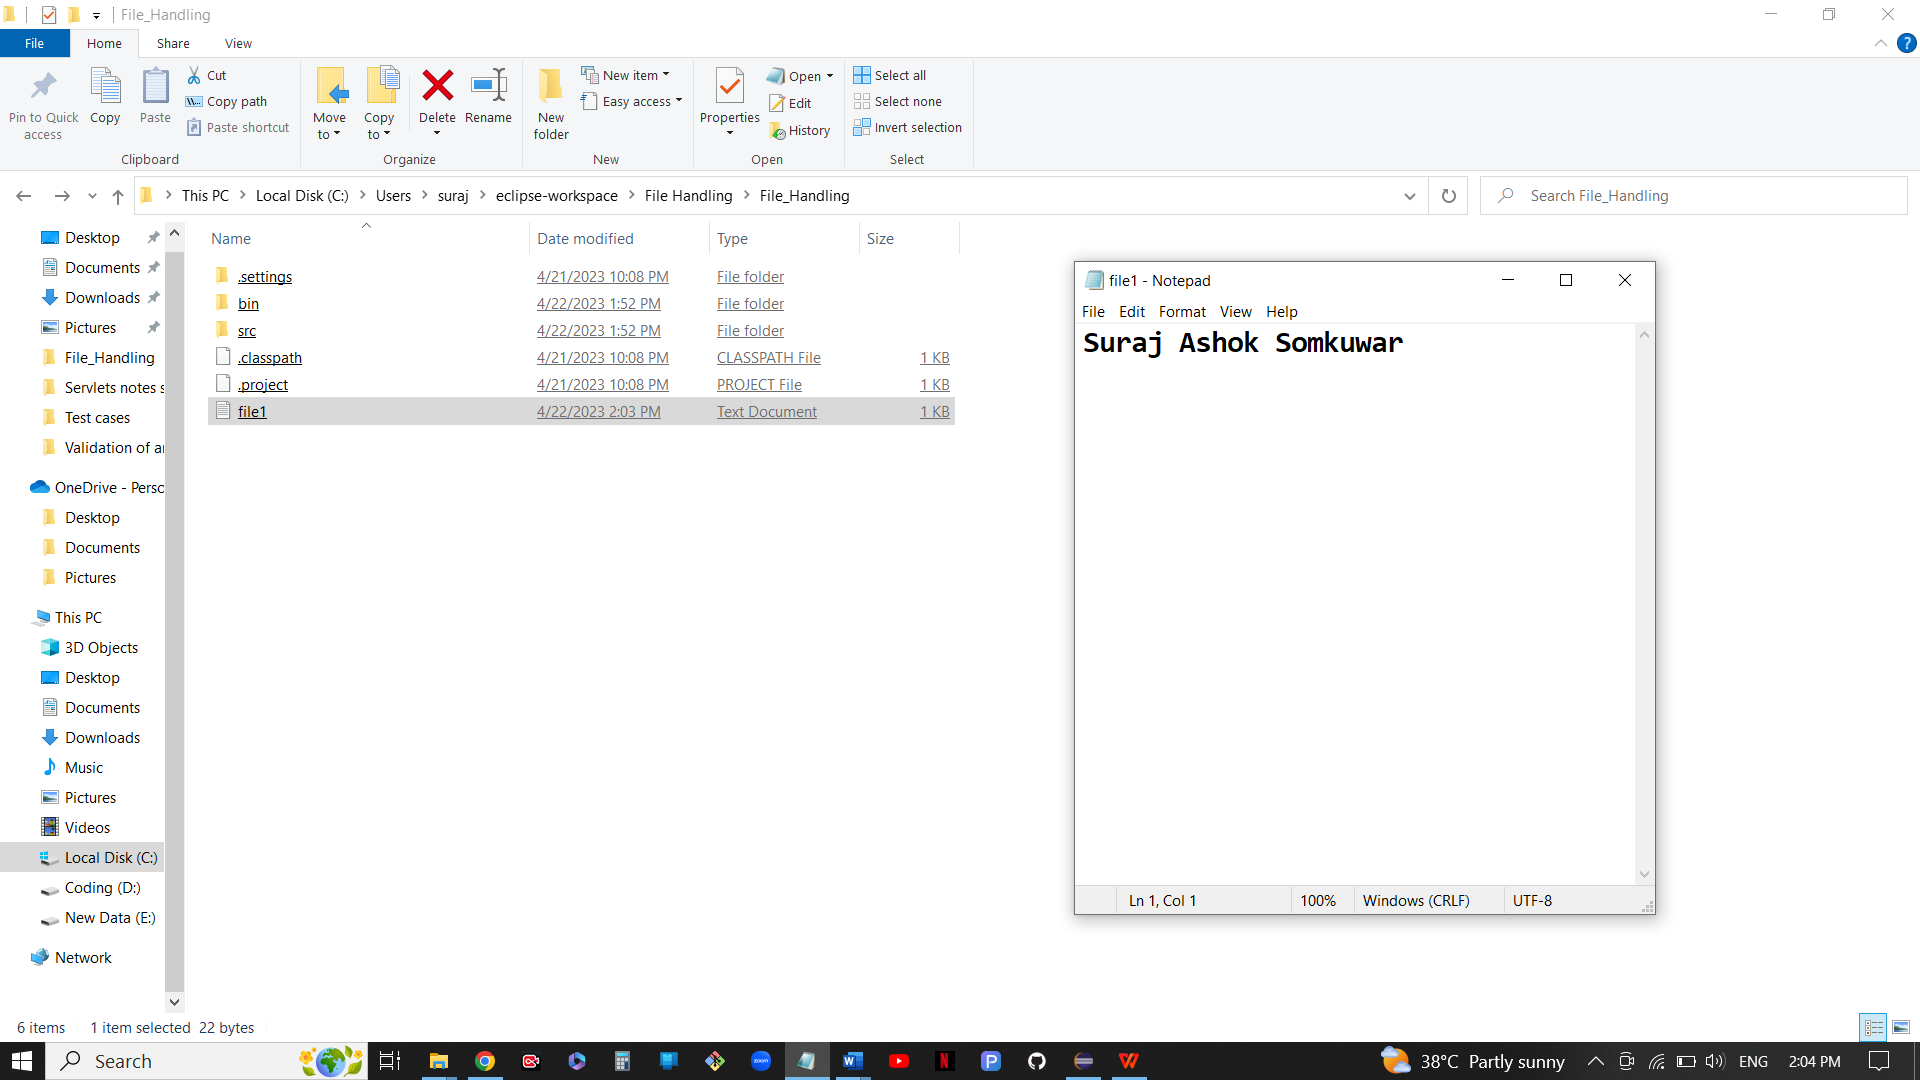 File_Handling
File Home Share View
Pin to Quick access
Copy
Paste
Cut
Copy path
Paste shortcut
Clipboard
Move to
Copy to
Delete
Rename
Organize
New folder
New item
Easy access
New
Properties
Open
Edit
History
Open
Select all
Select none
Invert selection
Select
This PC Local Disk (C:) Users suraj eclipse-workspace File Handling File_Handling
Search File_Handling
Desktop
Documents
Downloads
Pictures
File_Handling
Servlets notes s
Test cases
Validation of a
OneDrive - Perso
Desktop
Documents
Pictures
This PC
3D Objects
Desktop
Documents
Downloads
Music
Pictures
Videos
Local Disk (C:)
Coding (D:)
New Data (E:)
Network
Name Date modified Type Size
.settings 4/21/2023 10:08 PM File folder
bin 4/22/2023 1:52 PM File folder
src 4/22/2023 1:52 PM File folder
.classpath 4/21/2023 10:08 PM CLASSPATH File 1 KB
.project 4/21/2023 10:08 PM PROJECT File 1 KB
file1 4/22/2023 2:03 PM Text Document 1 KB
file1 - Notepad
File Edit Format View Help
Suraj Ashok Somkuwar
Ln 1, Col 1 100% Windows (CRLF) UTF-8
6 items 1 item selected 22 bytes
Search
zoom
38°C Partly sunny ENG 2:04 PM